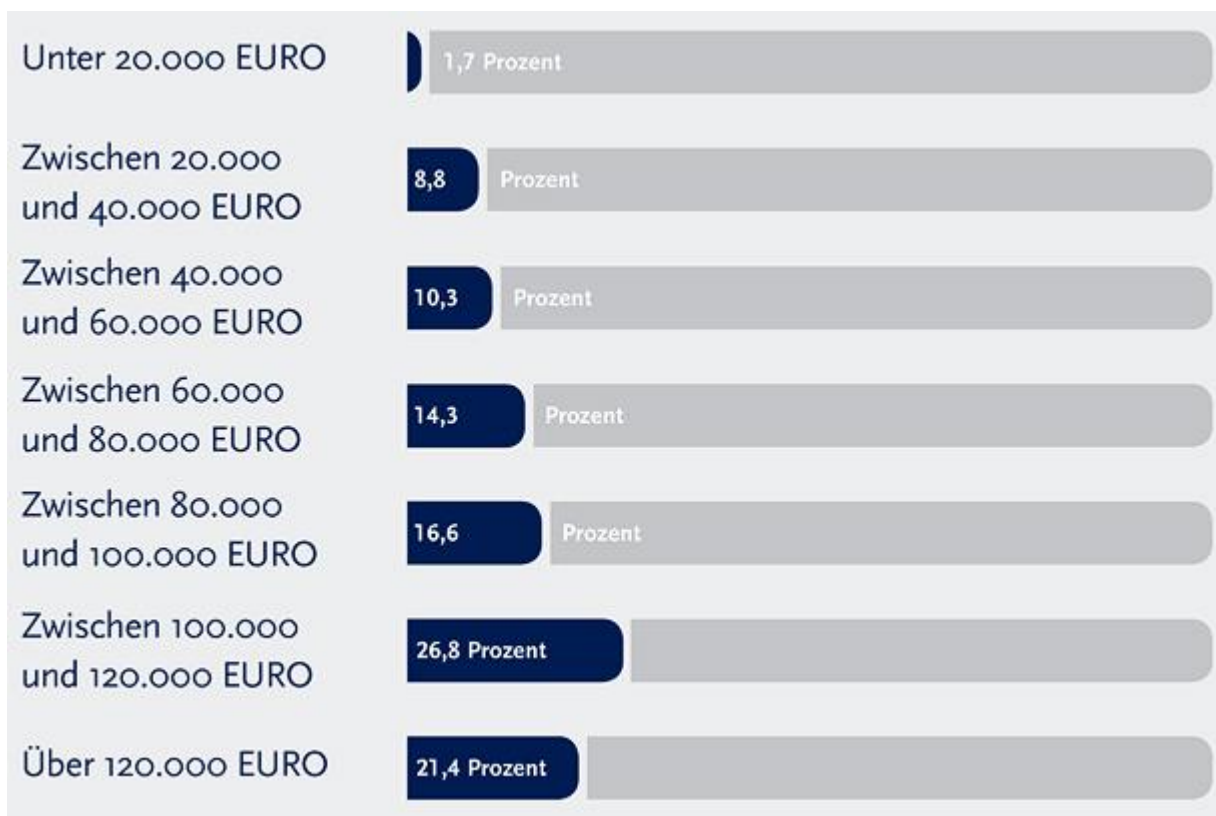 Unter 20.000 EURO
1,7 Prozent
Zwischen 20.000
und 40.000 EURO
8,8 Prozent
Zwischen 40.000
und 60.000 EURO
10,3 Prozent
Zwischen 60.000
und 80.000 EURO
14,3 Prozent
Zwischen 80.000
und 100.000 EURO
16,6 Prozent
Zwischen 100.000
und 120.000 EURO
26,8 Prozent
Über 120.000 EURO
21,4 Prozent